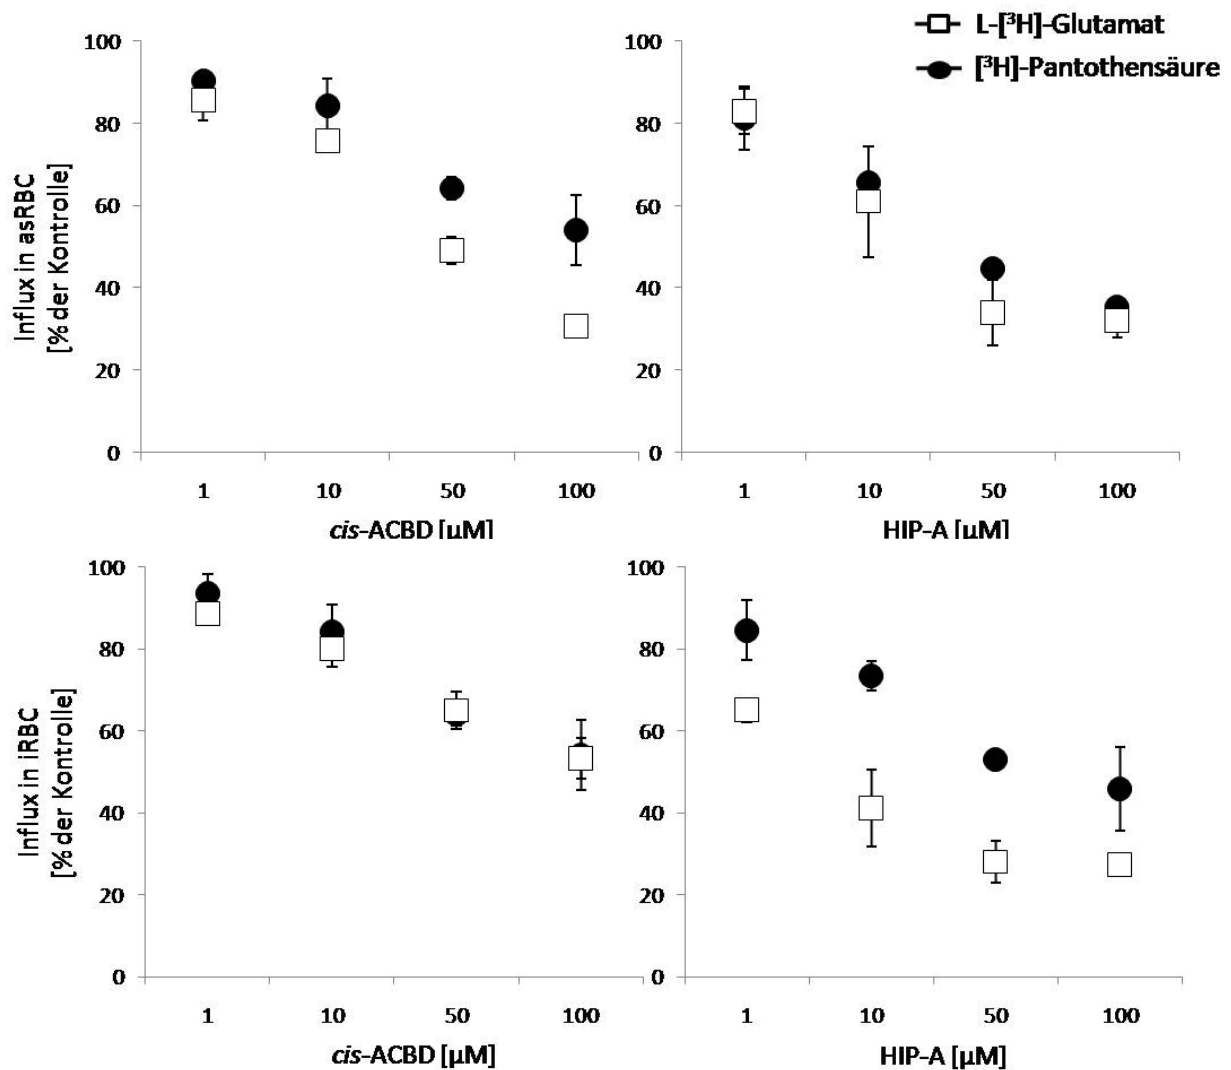 L-[³H]-Glutamat
[³H]-Pantothensäure
Influx in asRBC
[% der Kontrolle]
100
80
60
40
20
0
1 10 50 100
cis-ACBD [µM]
100
80
60
40
20
0
1 10 50 100
HIP-A [µM]
Influx in iRBC
[% der Kontrolle]
100
80
60
40
20
0
1 10 50 100
cis-ACBD [µM]
100
80
60
40
20
0
1 10 50 100
HIP-A [µM]